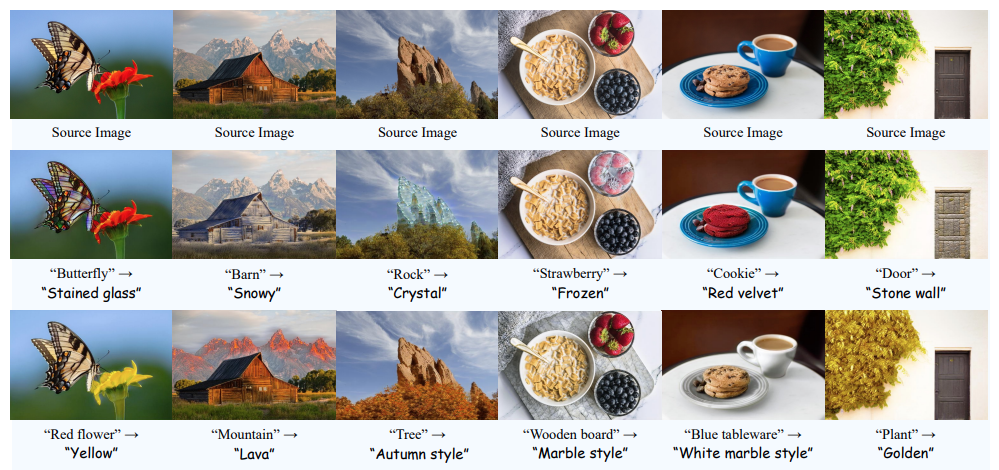 Source Image
Source Image
Source Image
Source Image
Source Image
Source Image
“Butterfly” →
“Stained glass”
“Barn” →
“Snowy”
“Rock” →
“Crystal”
“Strawberry” →
“Frozen”
“Cookie” →
“Red velvet”
“Door” →
“Stone wall”
“Red flower” →
“Yellow”
“Mountain” →
“Lava”
“Tree” →
“Autumn style”
“Wooden board” →
“Marble style”
“Blue tableware” →
“White marble style”
“Plant” →
“Golden”